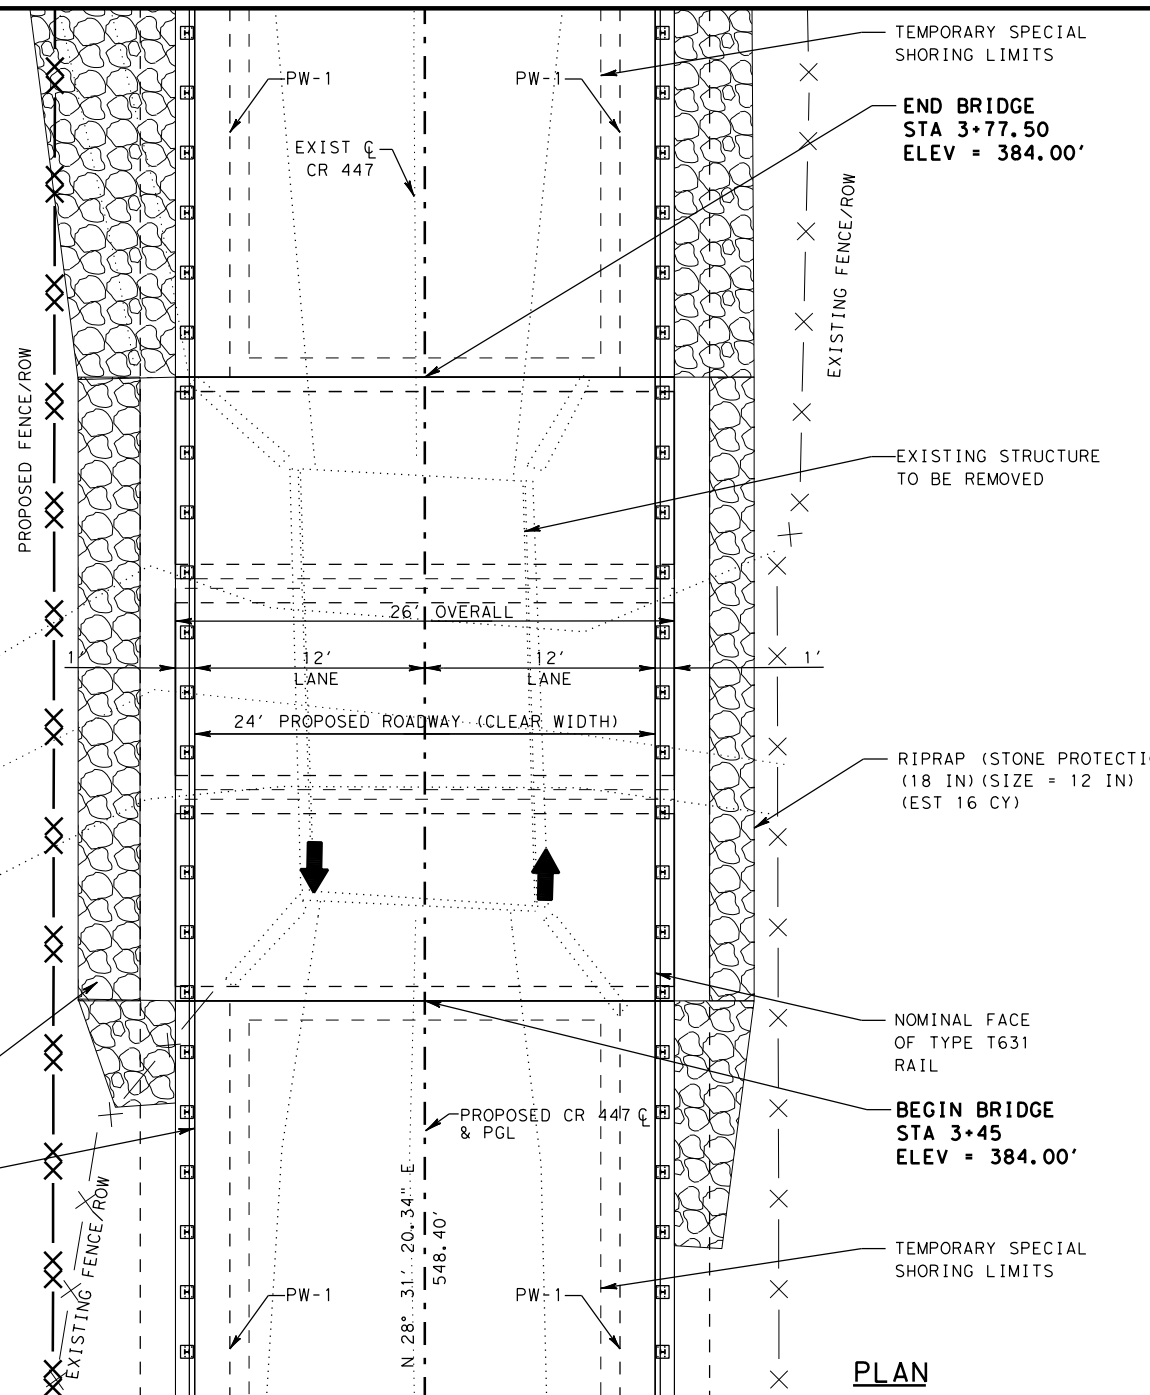 TEMPORARY SPECIAL
SHORING LIMITS
PW-1
PW-1
END BRIDGE
STA 3+77.50
ELEV = 384.00'
EXIST ℄
CR 447
EXISTING FENCE/ROW
PROPOSED FENCE/ROW
EXISTING STRUCTURE
TO BE REMOVED
26' OVERALL
1'
12'
LANE
12'
LANE
1'
24' PROPOSED ROADWAY (CLEAR WIDTH)
RIPRAP (STONE PROTECTI
(18 IN)(SIZE = 12 IN)
(EST 16 CY)
NOMINAL FACE
OF TYPE T631
RAIL
PROPOSED CR 447 ℄
& PGL
BEGIN BRIDGE
STA 3+45
ELEV = 384.00'
N 28° 31' 20.34" E
548.40'
EXISTING FENCE/ROW
TEMPORARY SPECIAL
SHORING LIMITS
PW-1
PW-1
PLAN